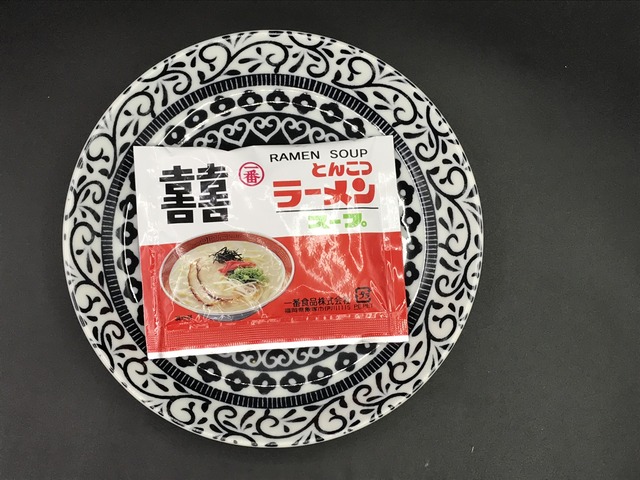 RAMEN SOUP
囍
一番
とんこつ
ラーメン
スープ。
一番食品株式会社